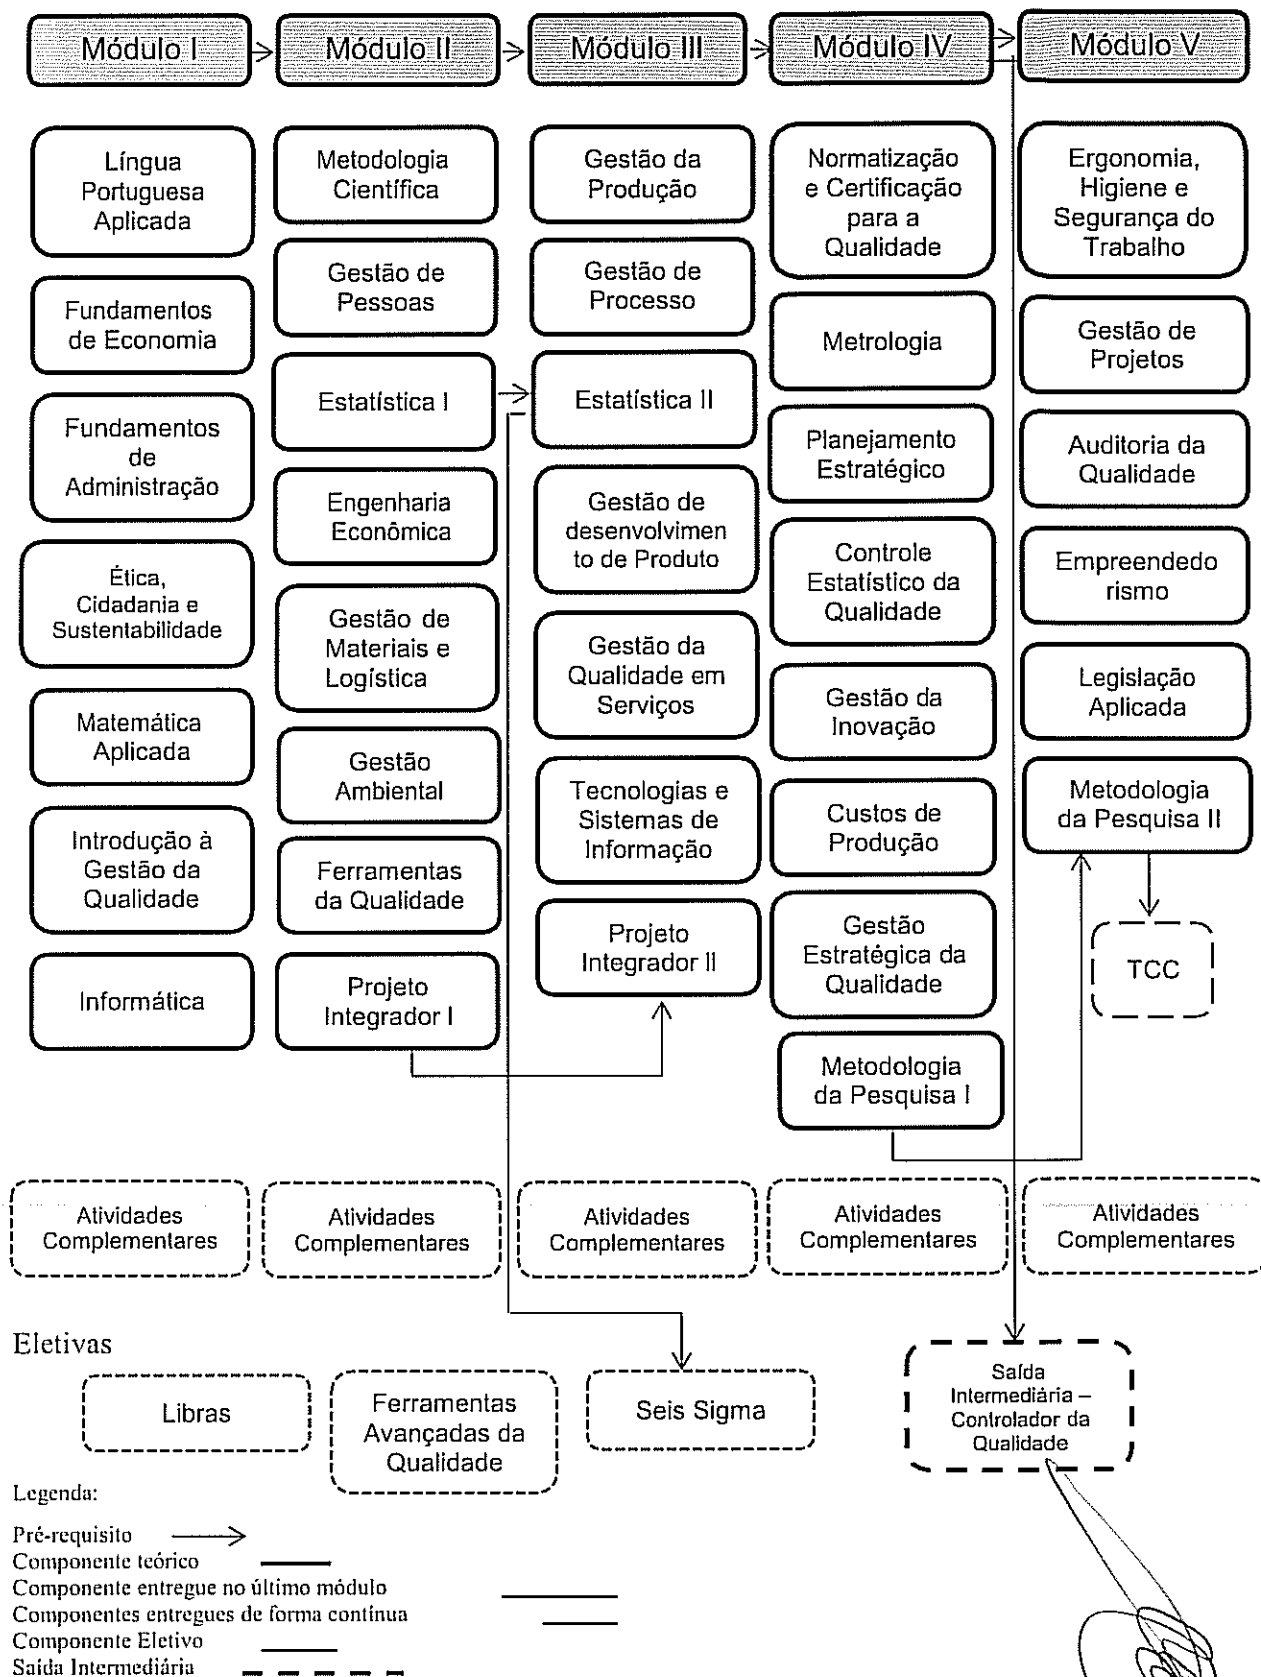 Módulo I
Módulo II
Módulo III
Módulo IV
Módulo V
Língua
Portuguesa
Aplicada
Fundamentos
de Economia
Fundamentos
de
Administração
Ética,
Cidadania e
Sustentabilidade
Matemática
Aplicada
Introdução à
Gestão da
Qualidade
Informática
Metodologia
Científica
Gestão de
Pessoas
Estatística I
Engenharia
Econômica
Gestão de
Materiais e
Logística
Gestão
Ambiental
Ferramentas
da Qualidade
Projeto
Integrador I
Gestão da
Produção
Gestão de
Processo
Estatística II
Gestão de
desenvolvimen
to de Produto
Gestão da
Qualidade em
Serviços
Tecnologias e
Sistemas de
Informação
Projeto
Integrador II
Normatização
e Certificação
para a
Qualidade
Metrologia
Planejamento
Estratégico
Controle
Estatístico da
Qualidade
Gestão da
Inovação
Custos de
Produção
Gestão
Estratégica da
Qualidade
Metodologia
da Pesquisa I
Ergonomia,
Higiene e
Segurança do
Trabalho
Gestão de
Projetos
Auditoria da
Qualidade
Empreendedo
rismo
Legislação
Aplicada
Metodologia
da Pesquisa II
TCC
Atividades
Complementares
Atividades
Complementares
Atividades
Complementares
Atividades
Complementares
Atividades
Complementares
Eletivas
Libras
Ferramentas
Avançadas da
Qualidade
Seis Sigma
Saída
Intermediária –
Controlador da
Qualidade
Legenda:
Pré-requisito
Componente teórico
Componente entregue no último módulo
Componentes entregues de forma contínua
Componente Eletivo
Saída Intermediária